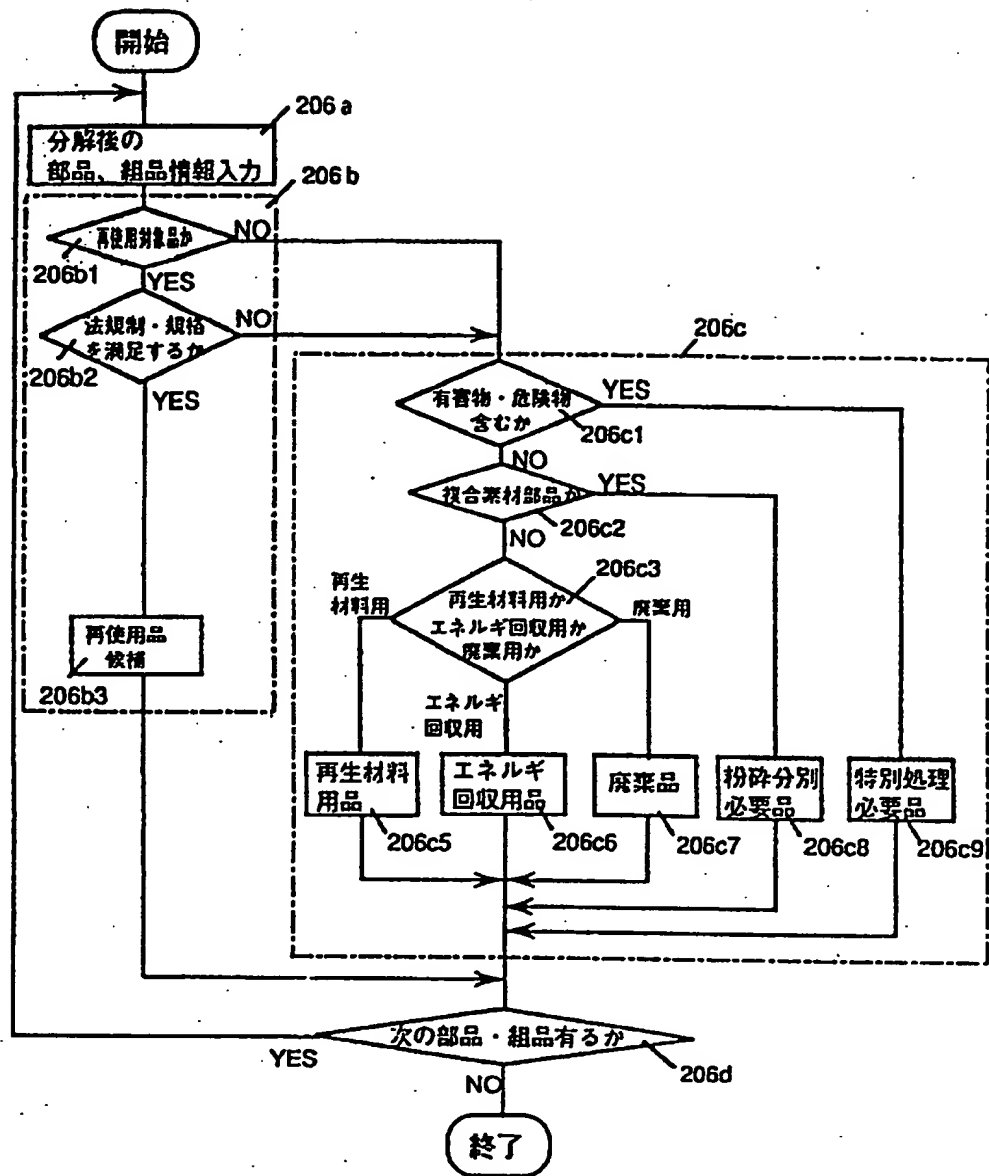 開始
206a
分解後の
部品、組品情報入力
206b
再使用対象品か
NO
206b1
YES
法規制・規格
を満足するか
NO
206b2
YES
再使用品
候補
206b3
206c
有害物・危険物
含むか
YES
206c1
NO
複合素材部品か
YES
206c2
NO
206c3
再生
材料用
再生材料用か
エネルギ回収用か
廃棄用か
廃棄用
エネルギ
回収用
再生材料
用品
206c5
エネルギ
回収用品
206c6
廃棄品
206c7
粉砕分別
必要品
206c8
特別処理
必要品
206c9
次の部品・組品有るか
YES
206d
NO
終了